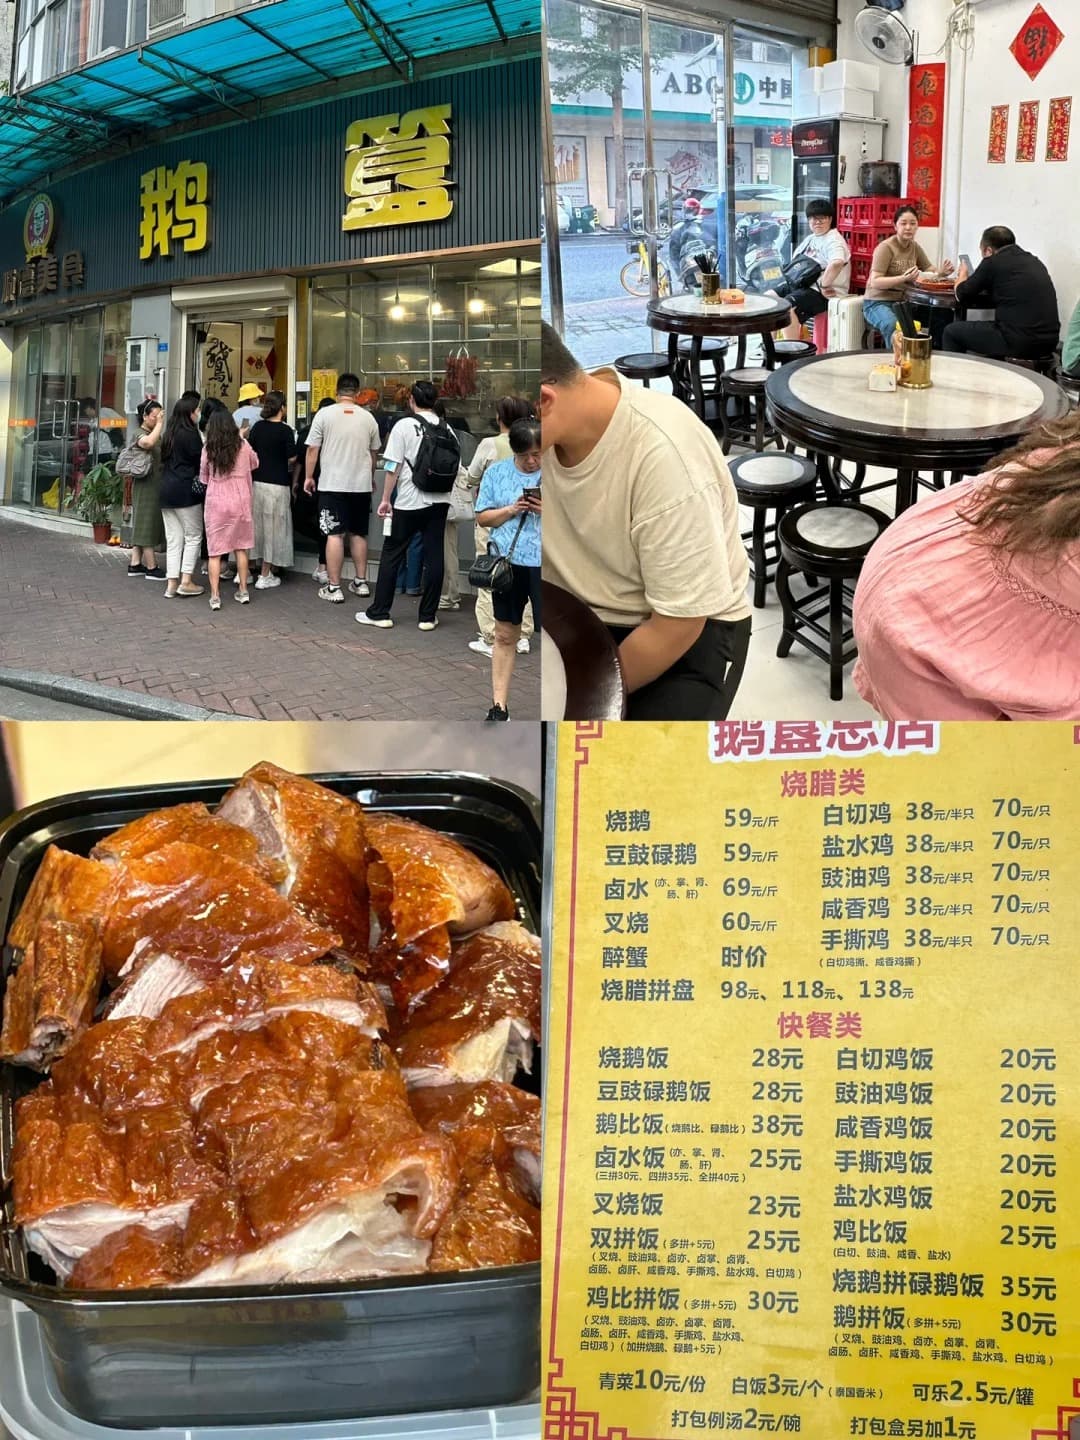 鹅㿝
美食
鵝
ABC 中国
福
ZhengChu
鹅㿝总店
烧腊类
烧鹅 59元/斤
豆鼓碌鹅 59元/斤
卤水(亦、掌、肾、肠、肝) 69元/斤
叉烧 60元/斤
醉蟹 时价
烧腊拼盘 98元、118元、138元
白切鸡 38元/半只 70元/只
盐水鸡 38元/半只 70元/只
豉油鸡 38元/半只 70元/只
咸香鸡 38元/半只 70元/只
手撕鸡 38元/半只 70元/只
(白切鸡撕、咸香鸡撕)
快餐类
烧鹅饭 28元
豆鼓碌鹅饭 28元
鹅比饭(烧鹅比、碌鹅比) 38元
卤水饭(亦、掌、肾、肠、肝) 25元
(三拼30元、四拼35元、全拼40元)
叉烧饭 23元
双拼饭(多拼+5元) 25元
(叉烧、豉油鸡、卤亦、卤掌、卤肾、
卤肠、卤肝、咸香鸡、手撕鸡、盐水鸡、白切鸡)
鸡比拼饭(多拼+5元) 30元
(叉烧、豉油鸡、卤亦、卤掌、卤肾、
卤肠、卤肝、咸香鸡、手撕鸡、盐水鸡、
白切鸡)(加拼烧鹅、碌鹅+5元)
白切鸡饭 20元
豉油鸡饭 20元
咸香鸡饭 20元
手撕鸡饭 20元
盐水鸡饭 20元
鸡比饭 25元
(白切、豉油、咸香、盐水)
烧鹅拼碌鹅饭 35元
鹅拼饭(多拼+5元) 30元
(叉烧、豉油鸡、卤亦、卤掌、卤肾、
卤肠、卤肝、咸香鸡、手撕鸡、盐水鸡、白切鸡)
青菜10元/份 白饭3元/个(泰国香米) 可乐2.5元/罐
打包例汤2元/碗 打包盒另加1元